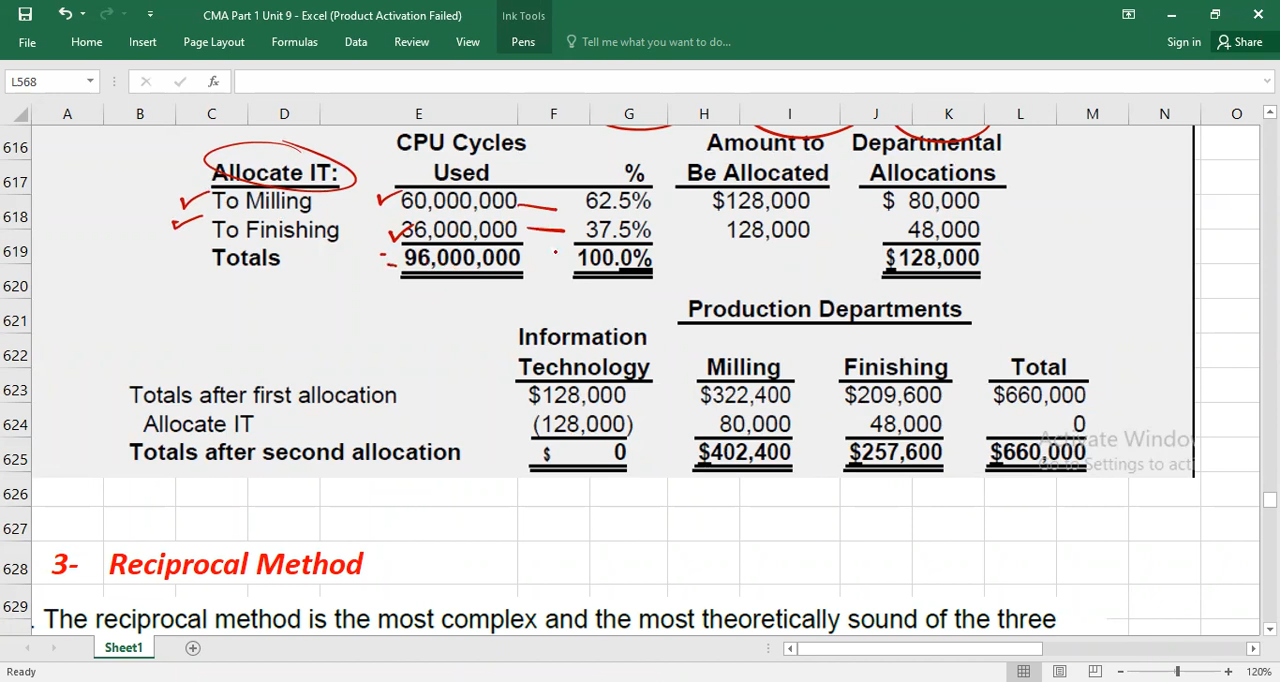 CMA Part 1 Unit 9 - Excel (Product Activation Failed)
Ink Tools
File Home Insert Page Layout Formulas Data Review View Pens Tell me what you want to do... Sign in Share
L568 fx
A B C D E F G H I J K L M N O
616 CPU Cycles Amount to Departmental
617 Allocate IT: Used % Be Allocated Allocations
618 To Milling 60,000,000 62.5% $128,000 $ 80,000
To Finishing 36,000,000 37.5% 128,000 48,000
619 Totals 96,000,000 100.0% $128,000
620
621 Production Departments
Information
622 Technology Milling Finishing Total
623 Totals after first allocation $128,000 $322,400 $209,600 $660,000
624 Allocate IT (128,000) 80,000 48,000 0
Activate Windo
625 Totals after second allocation $ 0 $402,400 $257,600 $660,000
Go to Settings to acti
626
627
628 3- Reciprocal Method
629 . The reciprocal method is the most complex and the most theoretically sound of the three
Sheet1
Ready 120%